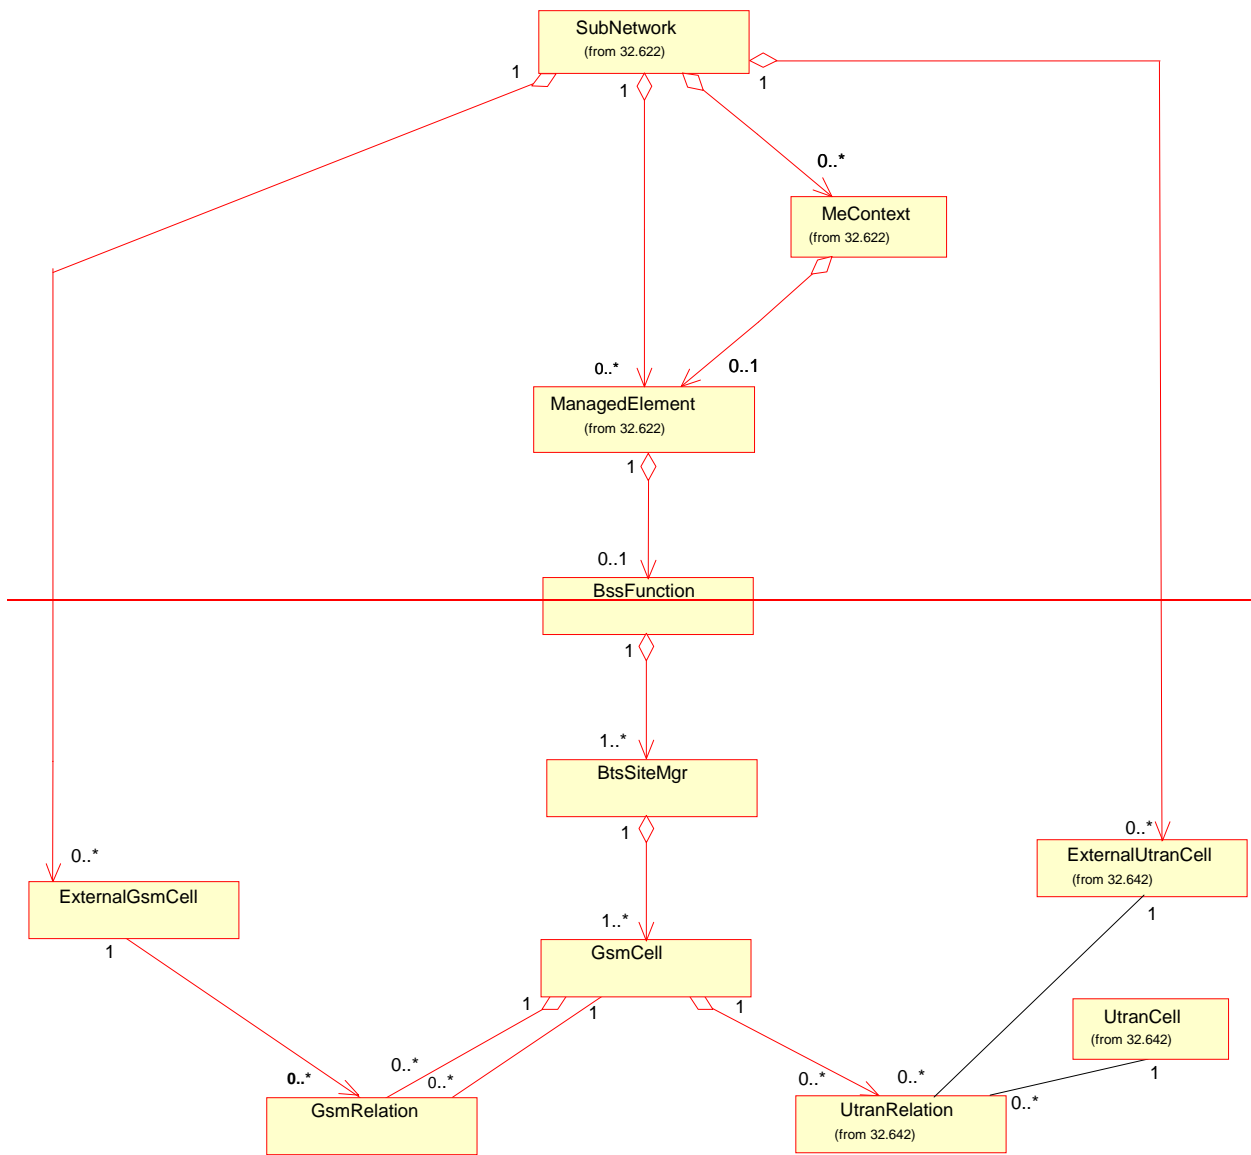 SubNetwork
(from 32.622)
1
1
1
0..*
MeContext
(from 32.622)
0..*
0..1
ManagedElement
(from 32.622)
1
0..1
BssFunction
1
1..*
BtsSiteMgr
1
0..*
ExternalUtranCell
(from 32.642)
1
0..*
ExternalGsmCell
1
1..*
GsmCell
1
1
1
UtranCell
(from 32.642)
1
0..*
0..*
0..*
0..*
0..*
0..*
GsmRelation
UtranRelation
(from 32.642)